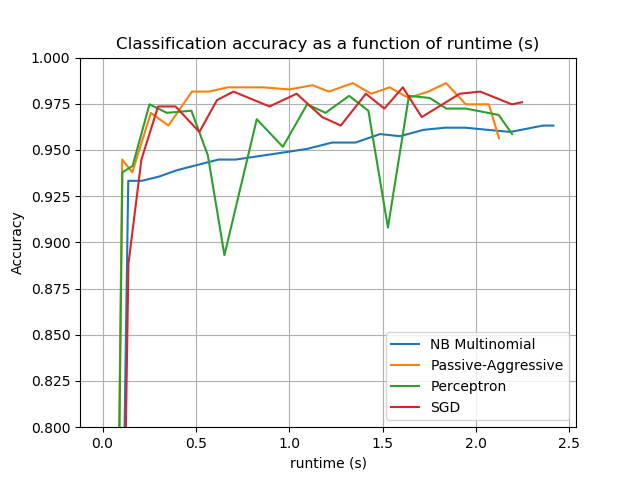 Classification accuracy as a function of runtime (s)
1.000
0.975
0.950
0.925
0.900
0.875
0.850
0.825
0.800
Accuracy
0.0 0.5 1.0 1.5 2.0 2.5
runtime (s)
NB Multinomial
Passive-Aggressive
Perceptron
SGD